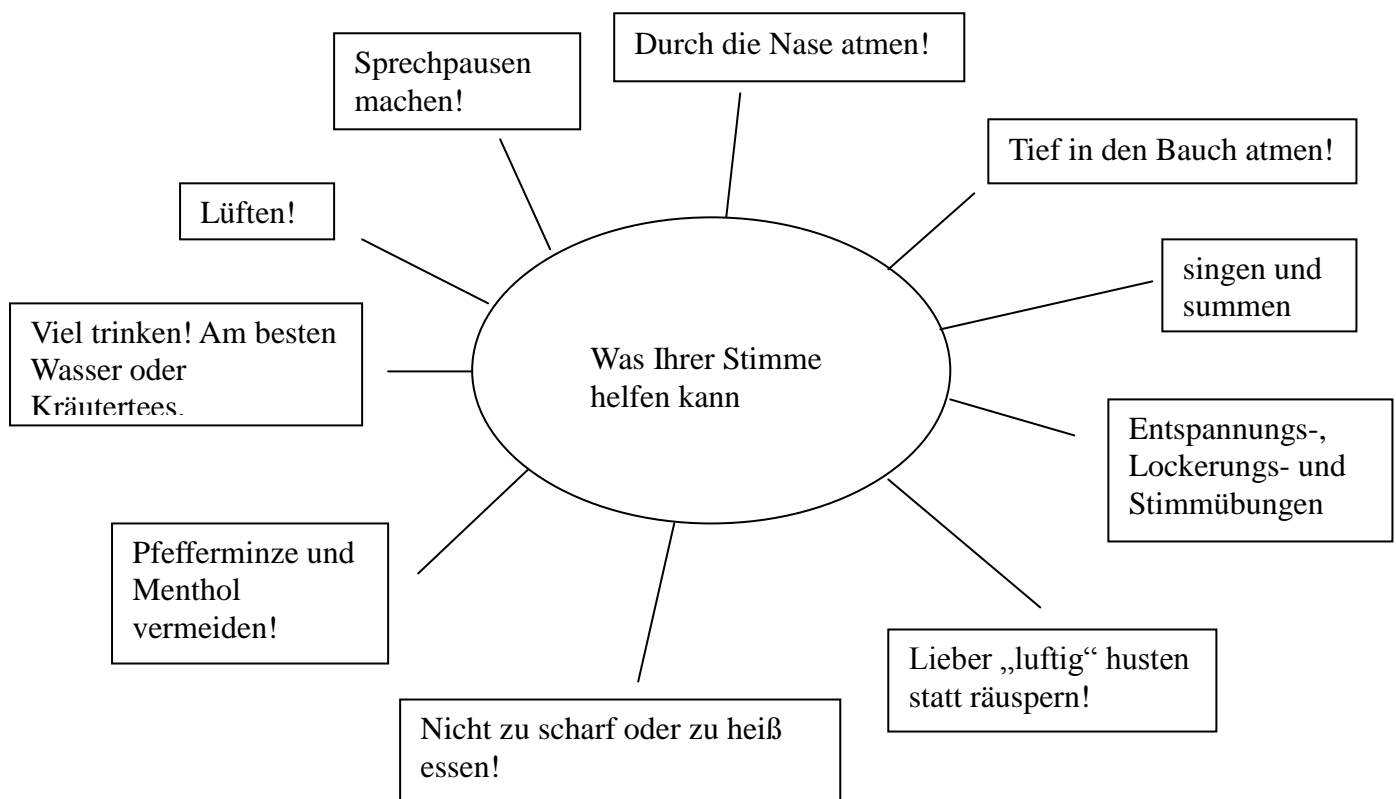 Durch die Nase atmen!
Sprechpausen
machen!
Tief in den Bauch atmen!
Lüften!
singen und
summen
Viel trinken! Am besten
Wasser oder
Kräutertees.
Was Ihrer Stimme
helfen kann
Entspannungs-,
Lockerungs- und
Stimmübungen
Pfefferminze und
Menthol
vermeiden!
Lieber „luftig“ husten
statt räuspern!
Nicht zu scharf oder zu heiß
essen!